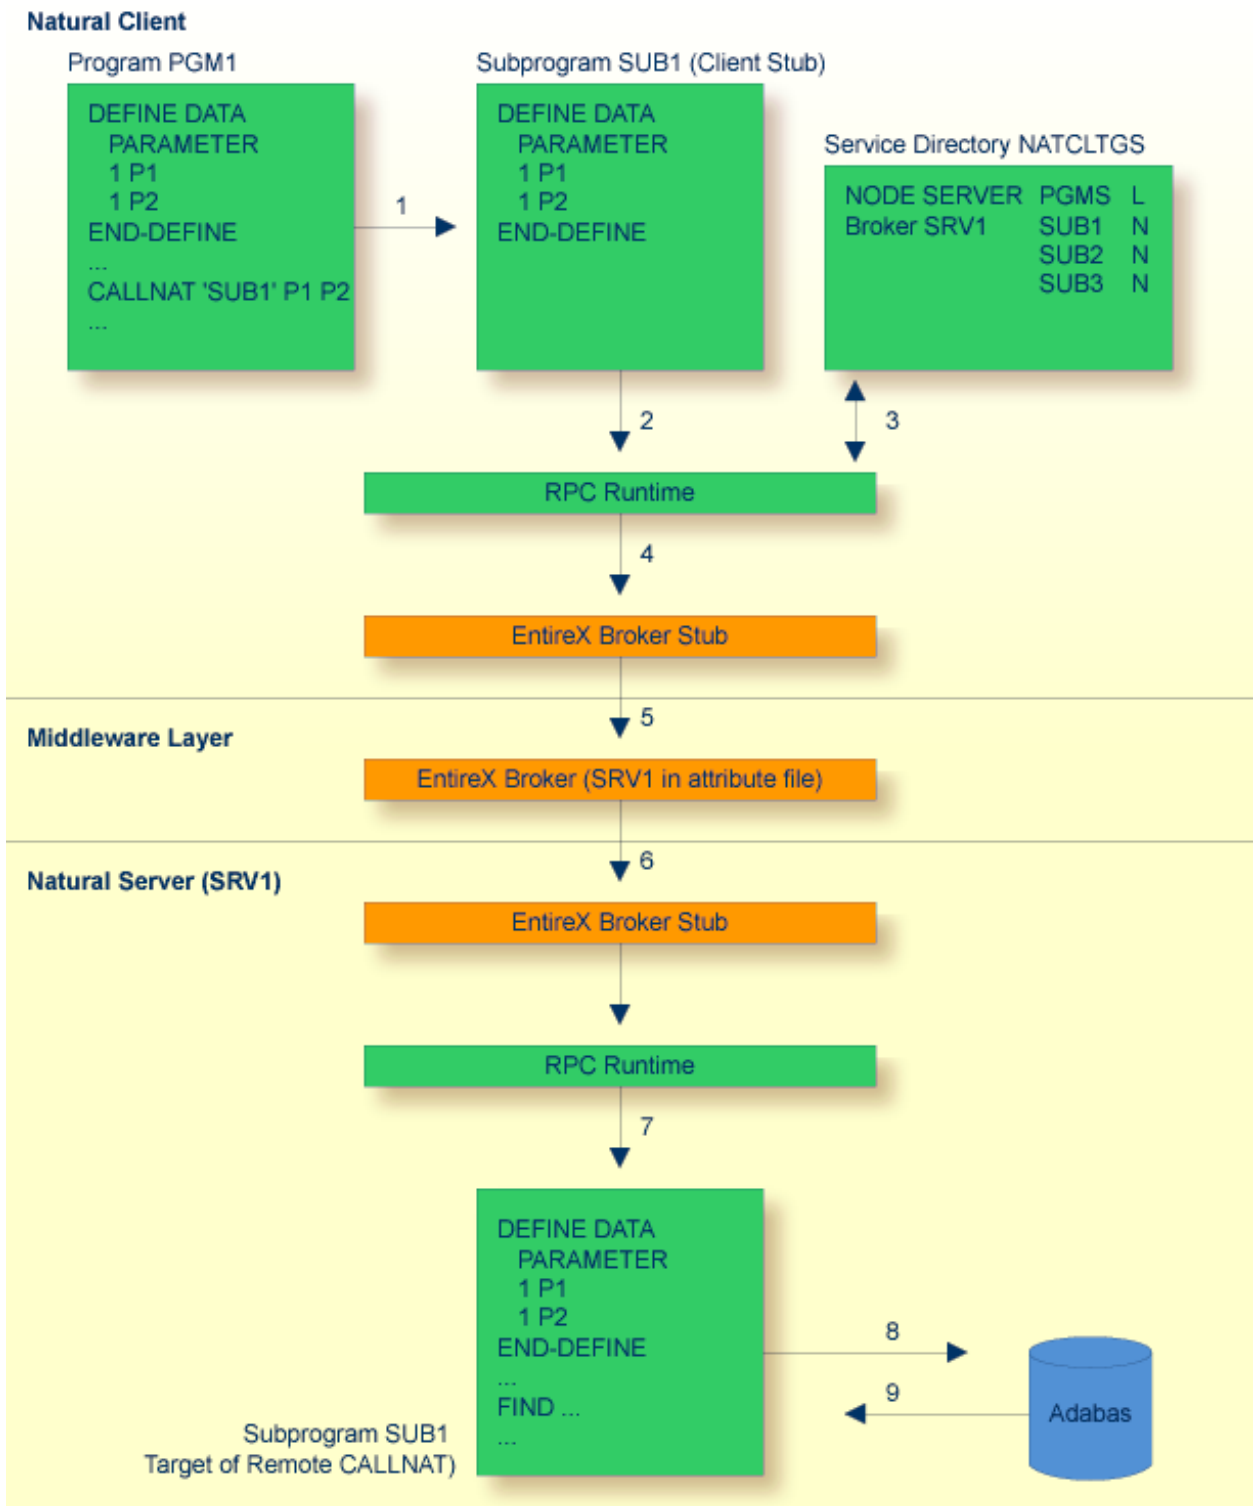 Natural Client
Program PGM1
DEFINE DATA
PARAMETER
1 P1
1 P2
END-DEFINE
...
CALLNAT 'SUB1' P1 P2
...
1
Subprogram SUB1 (Client Stub)
DEFINE DATA
PARAMETER
1 P1
1 P2
END-DEFINE
Service Directory NATCLTGS
NODE SERVER PGMS L
Broker SRV1 SUB1 N
SUB2 N
SUB3 N
2
3
RPC Runtime
4
EntireX Broker Stub
5
Middleware Layer
EntireX Broker (SRV1 in attribute file)
6
Natural Server (SRV1)
EntireX Broker Stub
RPC Runtime
7
DEFINE DATA
PARAMETER
1 P1
1 P2
END-DEFINE
...
FIND ...
...
Subprogram SUB1
Target of Remote CALLNAT)
8
9
Adabas